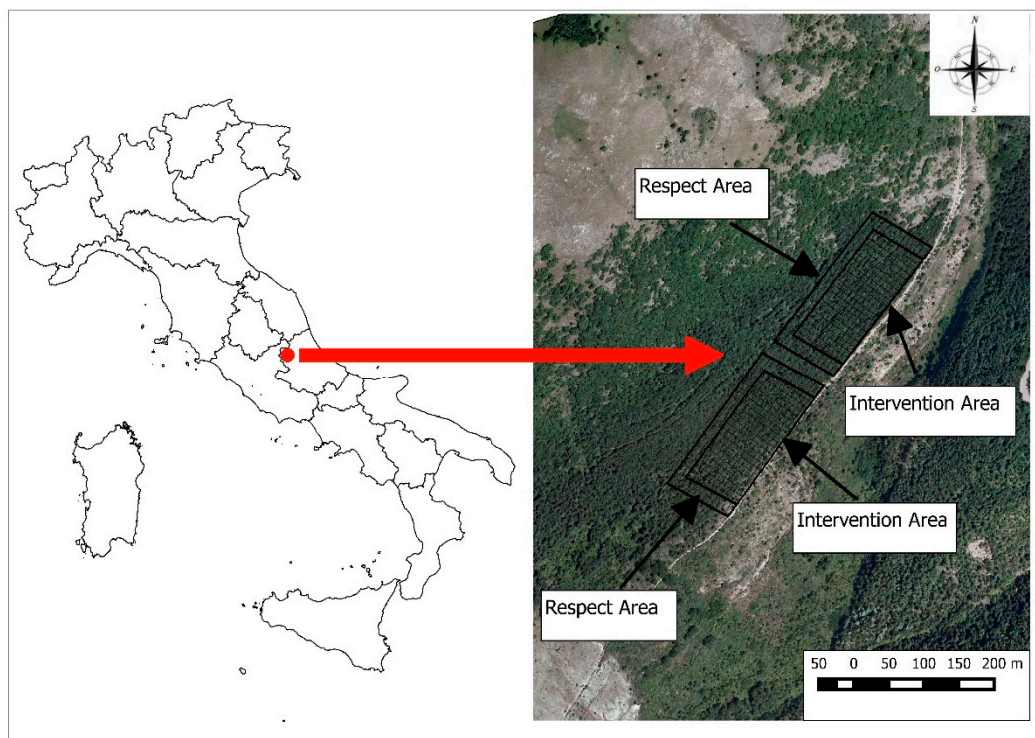 N
O E
S
Respect Area
Intervention Area
Intervention Area
Respect Area
50 0 50 100 150 200 m